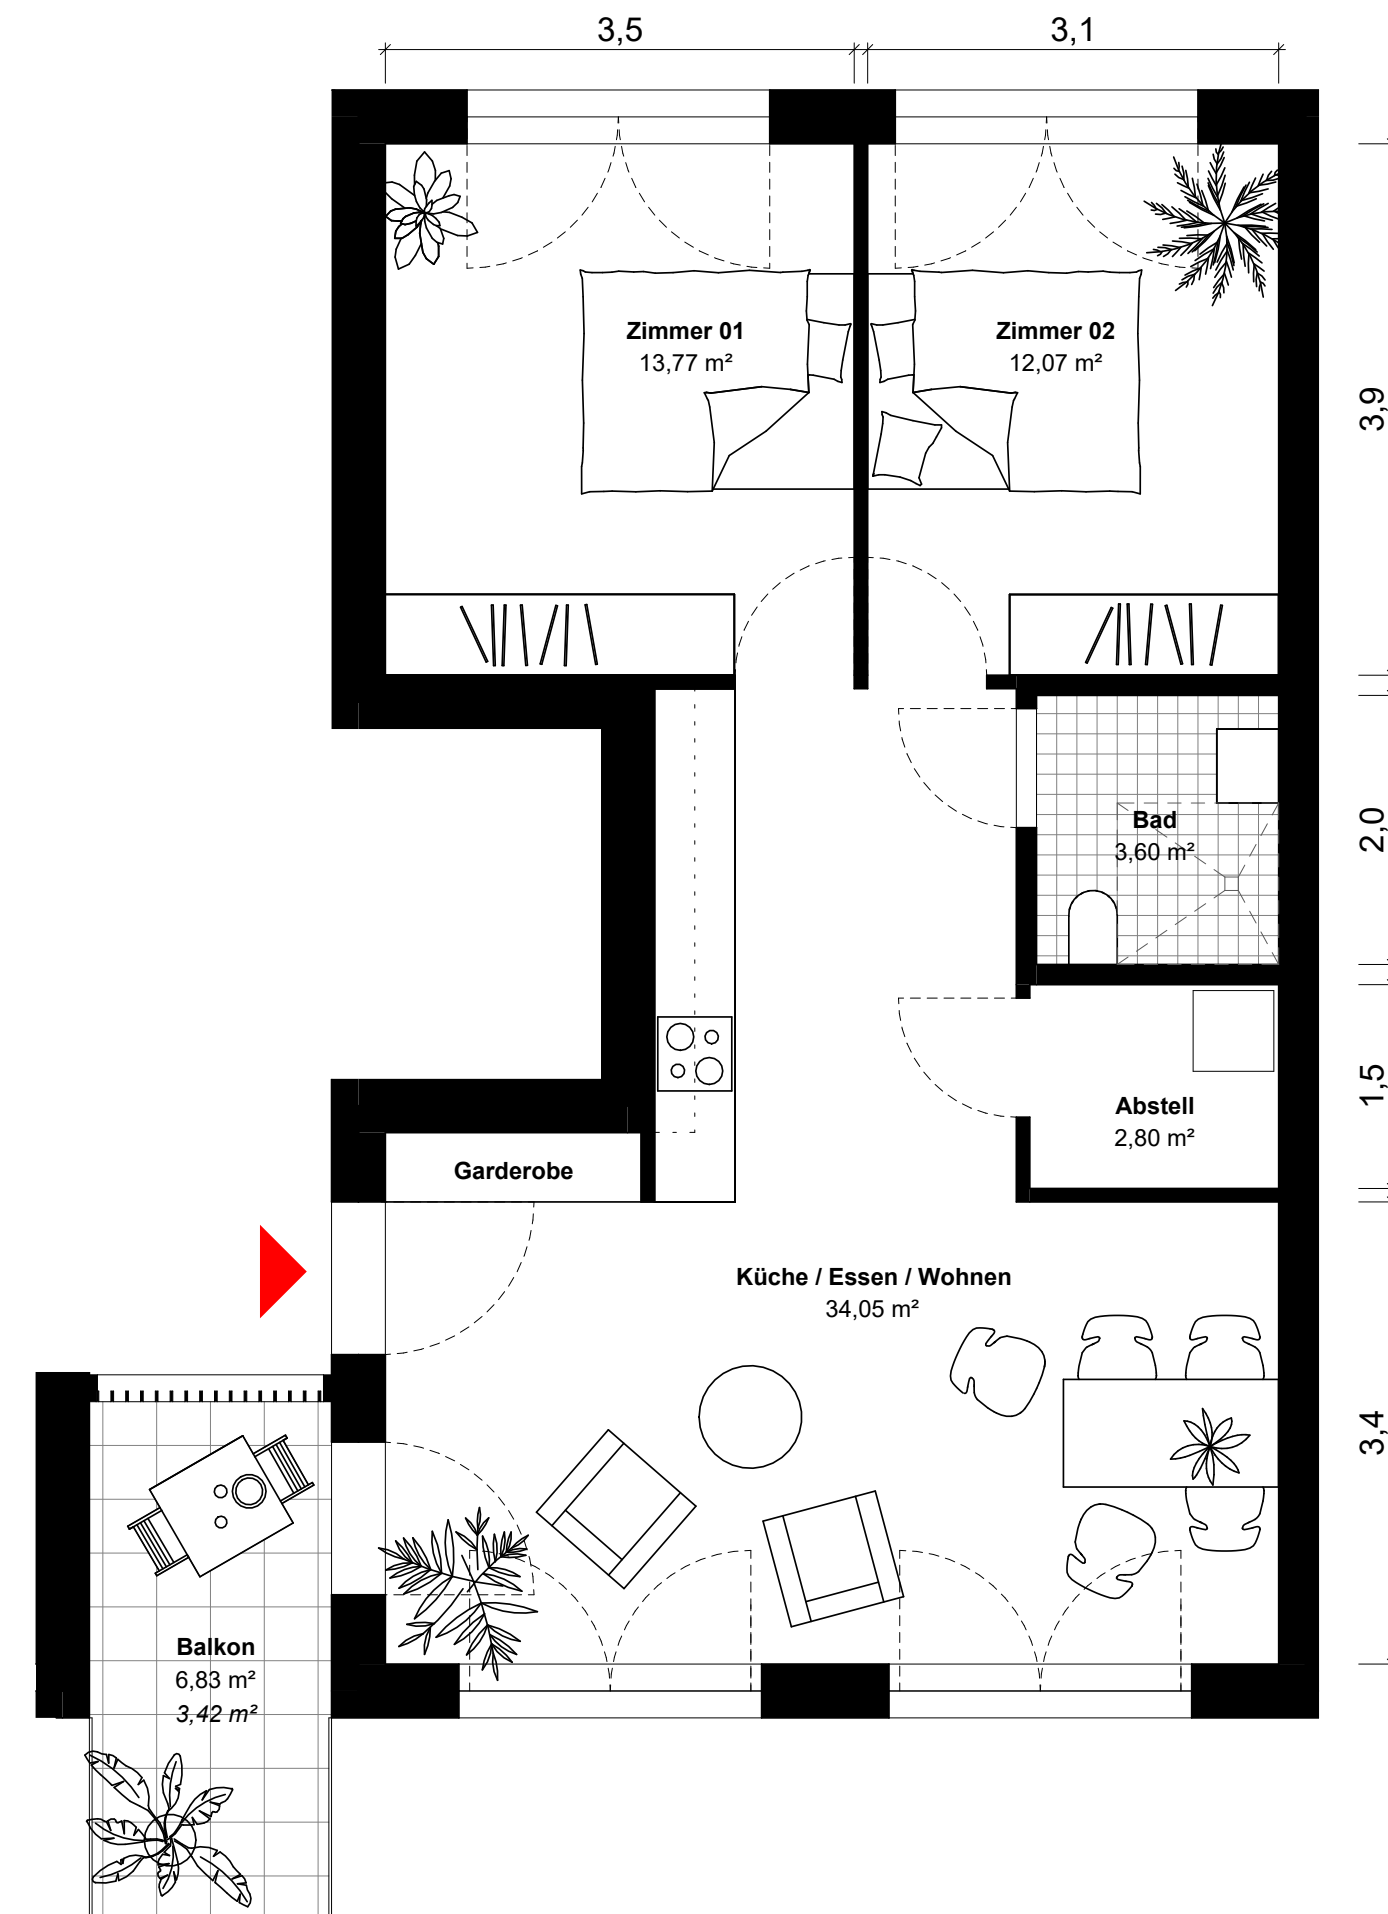 3,5
3,1
Zimmer 01
13,77 m²
Zimmer 02
12,07 m²
3,9
Bad
3,60 m²
2,0
Abstell
2,80 m²
1,5
Garderobe
Küche / Essen / Wohnen
34,05 m²
3,4
Balkon
6,83 m²
3,42 m²